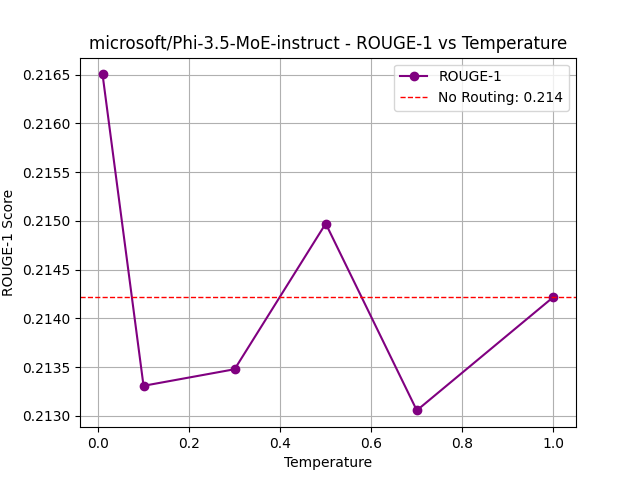 microsoft/Phi-3.5-MoE-instruct - ROUGE-1 vs Temperature
ROUGE-1
No Routing: 0.214
ROUGE-1 Score
0.2165
0.2160
0.2155
0.2150
0.2145
0.2140
0.2135
0.2130
0.0 0.2 0.4 0.6 0.8 1.0
Temperature